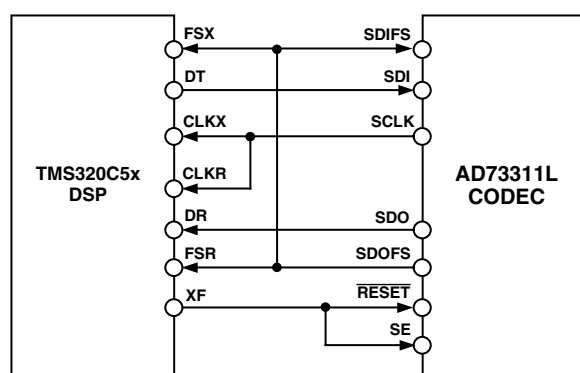 FSX SDIFS
DT SDI
CLKX SCLK
TMS320C5x
DSP
CLKR
AD73311L
CODEC
DR SDO
FSR SDOFS
XF RESET
SE